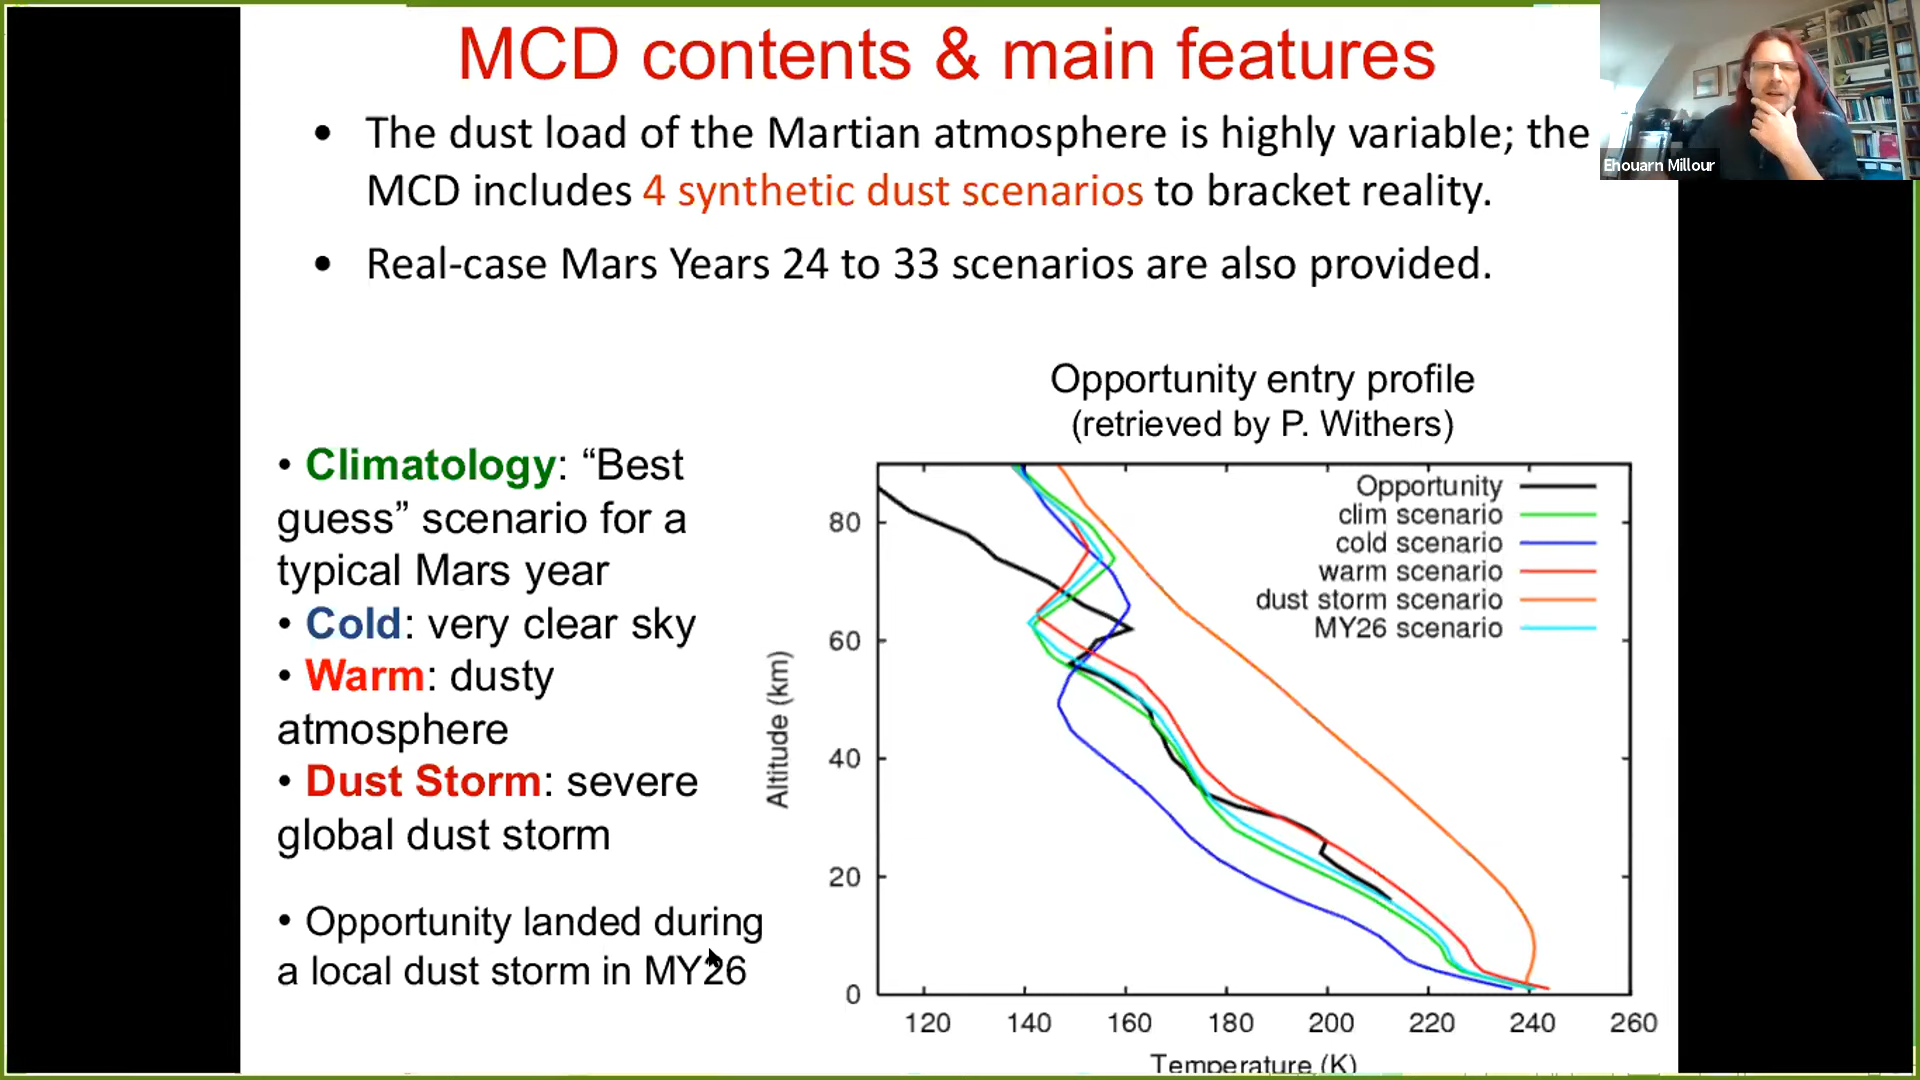 MCD contents & main features
• The dust load of the Martian atmosphere is highly variable; the
MCD includes 4 synthetic dust scenarios to bracket reality.
• Real-case Mars Years 24 to 33 scenarios are also provided.
Ehouarn Millour
• Climatology: “Best
guess” scenario for a
typical Mars year
• Cold: very clear sky
• Warm: dusty
atmosphere
• Dust Storm: severe
global dust storm
• Opportunity landed during
a local dust storm in MY26
Opportunity entry profile
(retrieved by P. Withers)
Opportunity
clim scenario
cold scenario
warm scenario
dust storm scenario
MY26 scenario
Altitude (km)
80
60
40
20
0
120 140 160 180 200 220 240 260
Temperature (K)